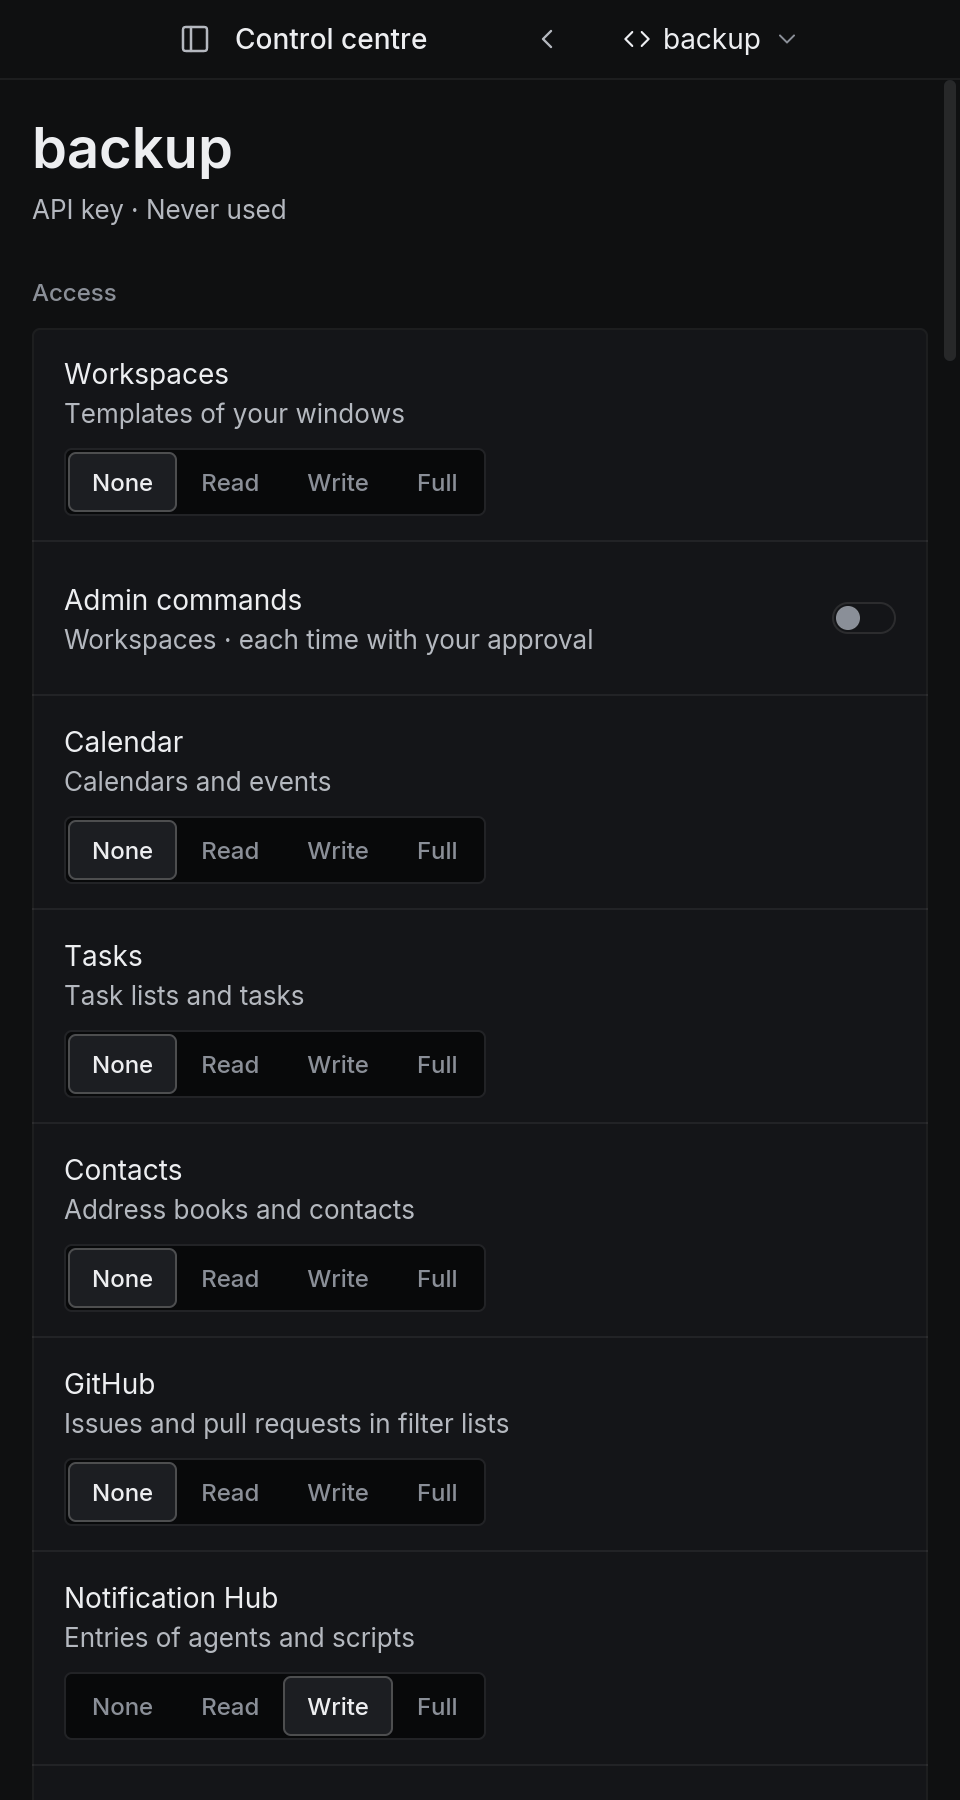 Control centre
backup
backup
API key · Never used
Access
Workspaces
Templates of your windows
None Read Write Full
Admin commands
Workspaces · each time with your approval
Calendar
Calendars and events
None Read Write Full
Tasks
Task lists and tasks
None Read Write Full
Contacts
Address books and contacts
None Read Write Full
GitHub
Issues and pull requests in filter lists
None Read Write Full
Notification Hub
Entries of agents and scripts
None Read Write Full